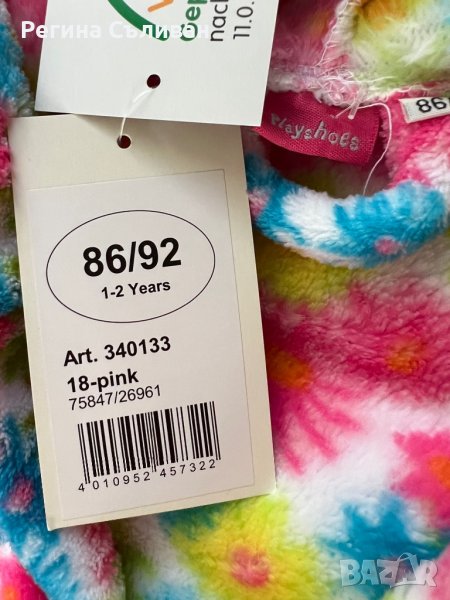 Регина Съливан
11.0
playshoes
86
86/92
1-2 Years
Art. 340133
18-pink
75847/26961
4 010952 457322
bazar